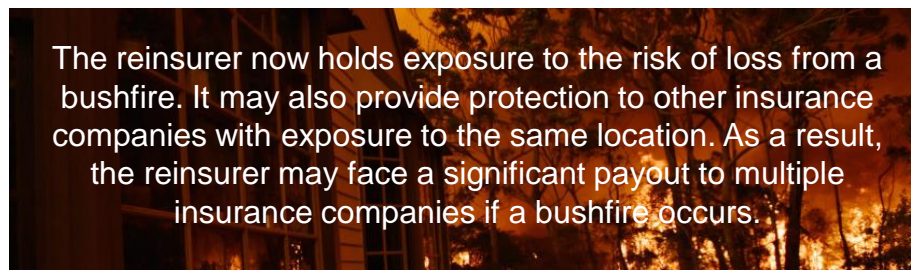 The reinsurer now holds exposure to the risk of loss from a
bushfire. It may also provide protection to other insurance
companies with exposure to the same location. As a result,
the reinsurer may face a significant payout to multiple
insurance companies if a bushfire occurs.